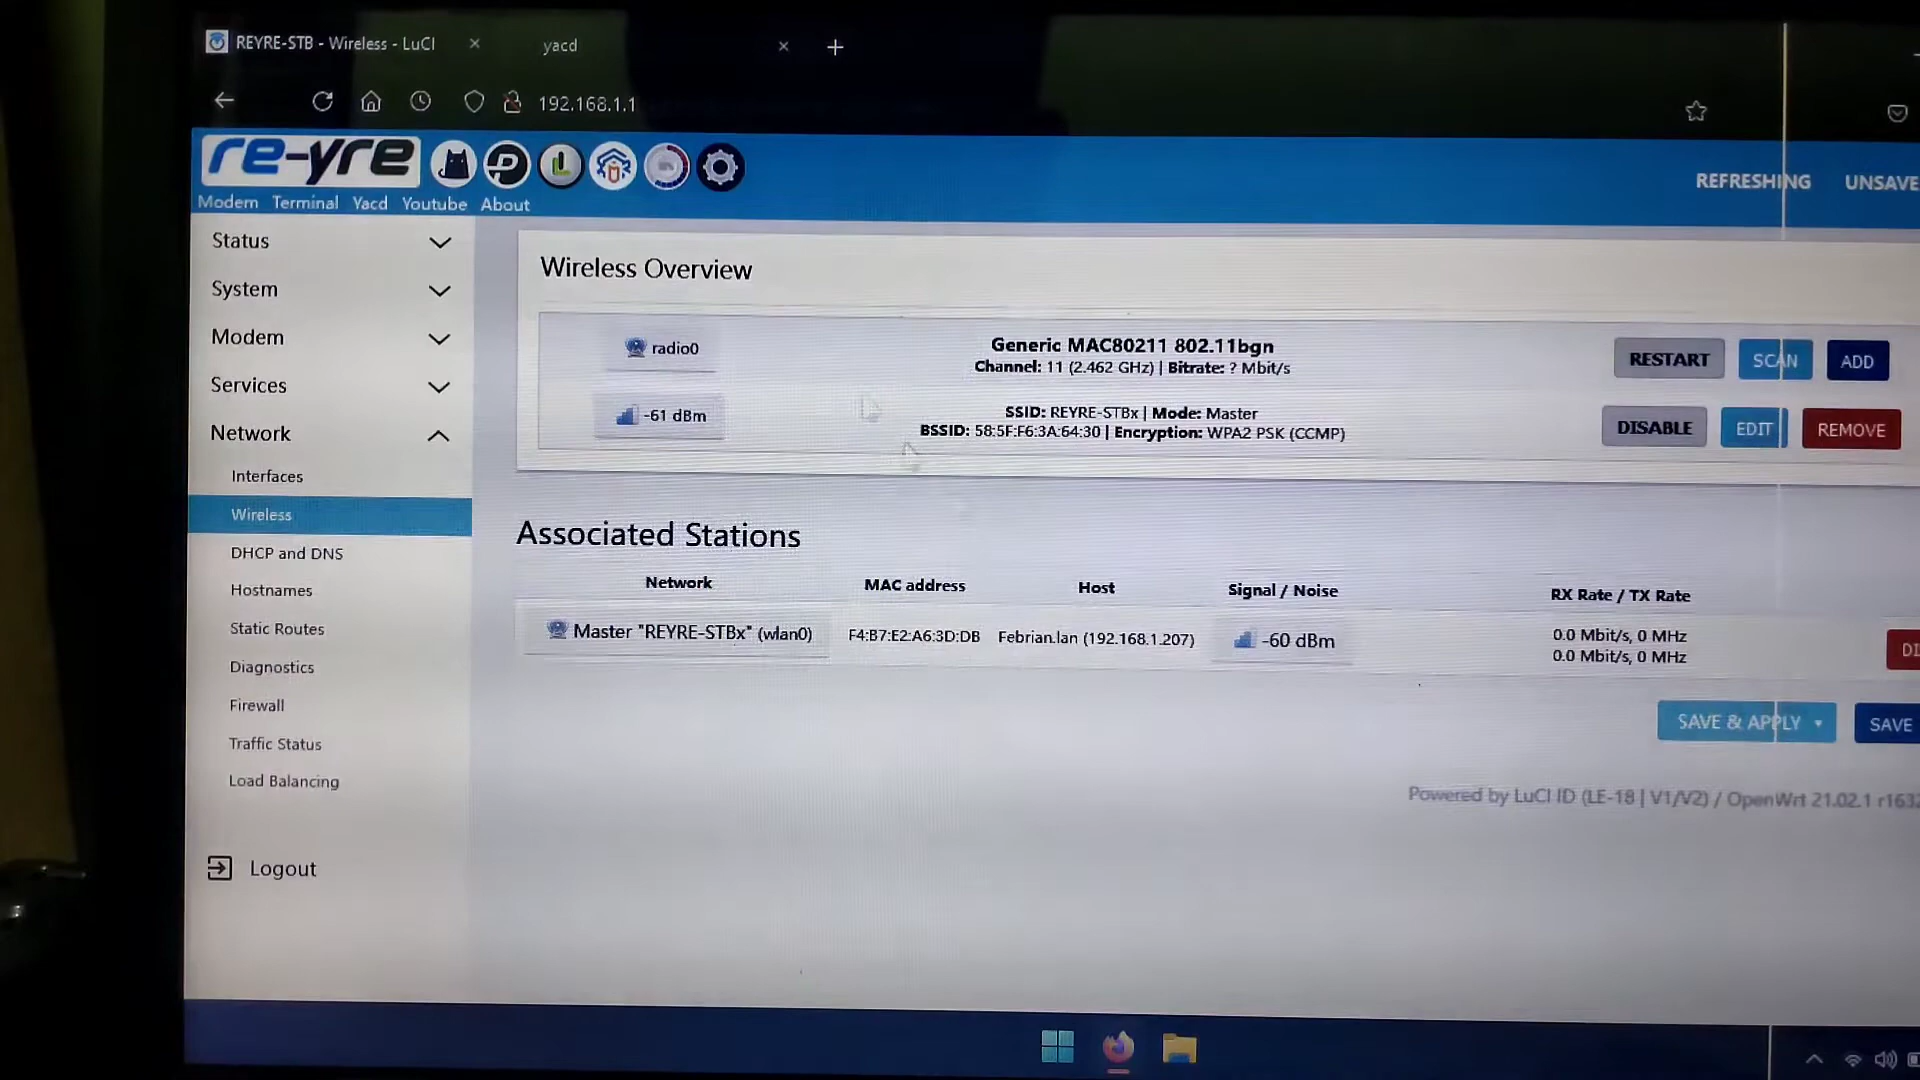 REYRE-STB - Wireless - LuCI
yacd
192.168.1.1
re-yre
REFRESHING
UNSAVE
Modem Terminal Yacd Youtube About
Status
System
Modem
Services
Network
Interfaces
Wireless
DHCP and DNS
Hostnames
Static Routes
Diagnostics
Firewall
Traffic Status
Load Balancing
Logout
Wireless Overview
radio0
Generic MAC80211 802.11bgn
Channel: 11 (2.462 GHz) | Bitrate: ? Mbit/s
RESTART SCAN ADD
-61 dBm
SSID: REYRE-STBx | Mode: Master
BSSID: 58:5F:F6:3A:64:30 | Encryption: WPA2 PSK (CCMP)
DISABLE EDIT REMOVE
Associated Stations
Network MAC address Host Signal / Noise RX Rate / TX Rate
Master "REYRE-STBx" (wlan0) F4:B7:E2:A6:3D:DB Febrian.lan (192.168.1.207) -60 dBm
0.0 Mbit/s, 0 MHz
0.0 Mbit/s, 0 MHz
DI
SAVE & APPLY SAVE
Powered by LuCI ID (LE-18 | V1/V2) / OpenWrt 21.02.1 r1632